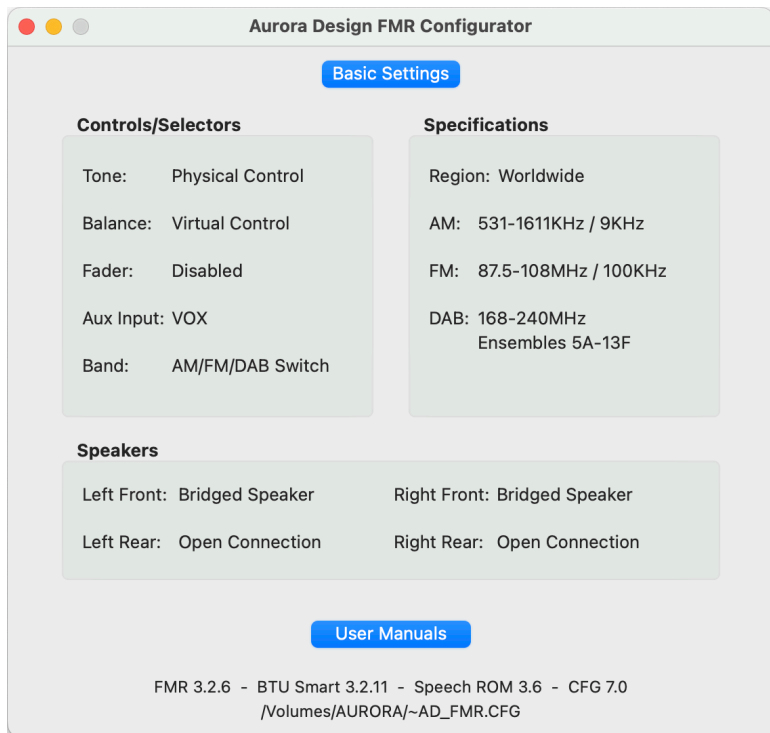 Aurora Design FMR Configurator
Basic Settings
Controls/Selectors
Tone: Physical Control
Balance: Virtual Control
Fader: Disabled
Aux Input: VOX
Band: AM/FM/DAB Switch
Specifications
Region: Worldwide
AM: 531-1611KHz / 9KHz
FM: 87.5-108MHz / 100KHz
DAB: 168-240MHz
Ensembles 5A-13F
Speakers
Left Front: Bridged Speaker Right Front: Bridged Speaker
Left Rear: Open Connection Right Rear: Open Connection
User Manuals
FMR 3.2.6 - BTU Smart 3.2.11 - Speech ROM 3.6 - CFG 7.0
/Volumes/AURORA/~AD_FMR.CFG